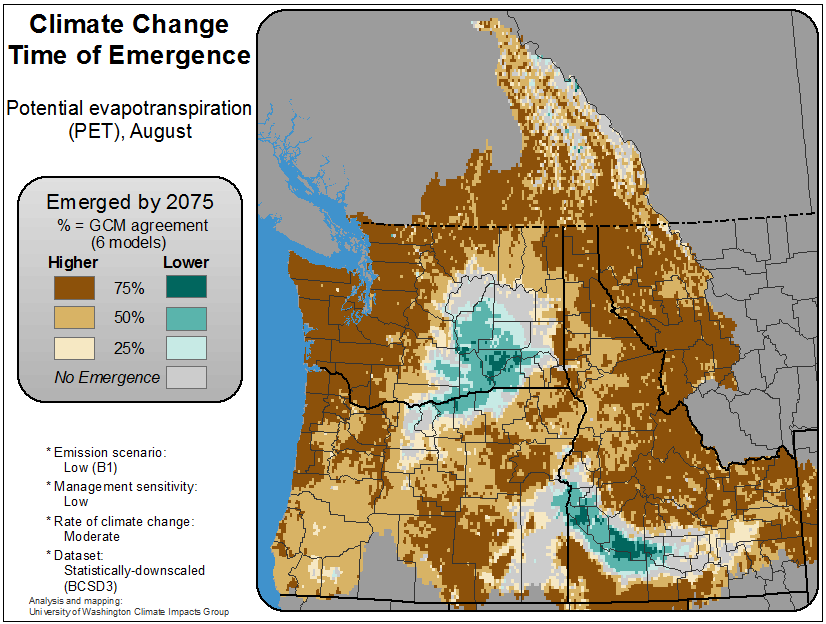 Climate Change
Time of Emergence
Potential evapotranspiration
(PET), August
Emerged by 2075
% = GCM agreement
(6 models)
Higher Lower
75%
50%
25%
No Emergence
* Emission scenario:
Low (B1)
* Management sensitivity:
Low
* Rate of climate change:
Moderate
* Dataset:
Statistically-downscaled
(BCSD3)
Analysis and mapping:
University of Washington Climate Impacts Group